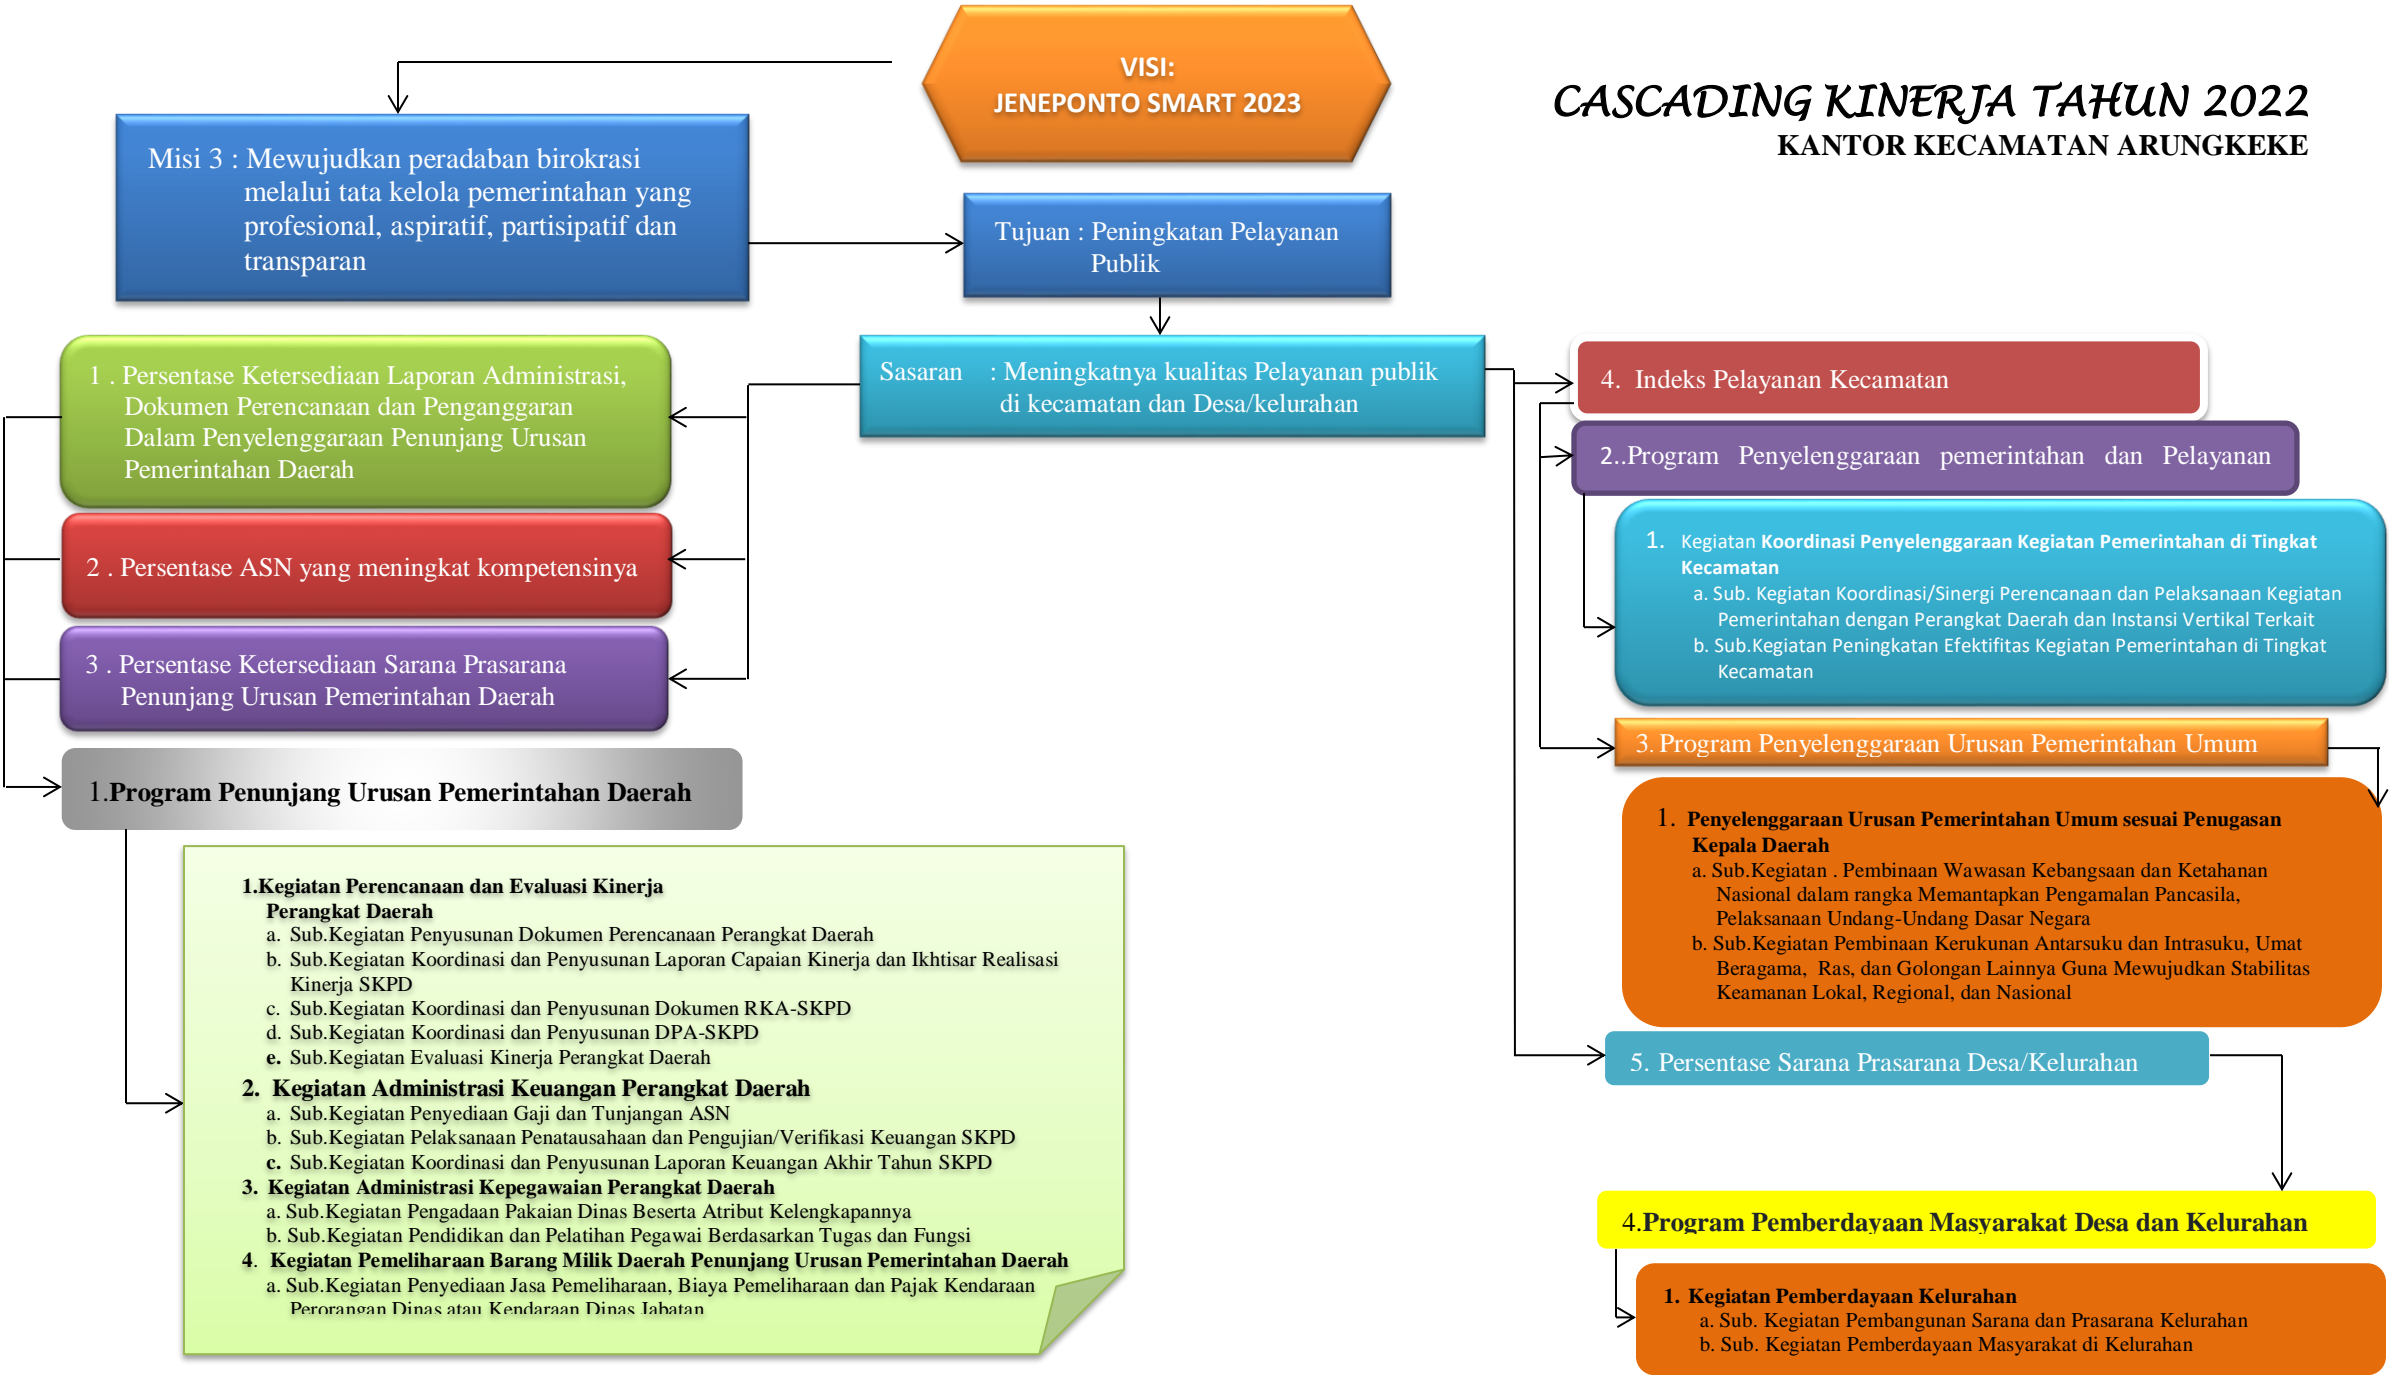 VISI:
JENEPONTO SMART 2023
CASCADING KINERJA TAHUN 2022
KANTOR KECAMATAN ARUNGKEKE
Misi 3 : Mewujudkan peradaban birokrasi
melalui tata kelola pemerintahan yang
profesional, aspiratif, partisipatif dan
transparan
Tujuan : Peningkatan Pelayanan
Publik
Sasaran : Meningkatnya kualitas Pelayanan publik
di kecamatan dan Desa/kelurahan
1 . Persentase Ketersediaan Laporan Administrasi,
Dokumen Perencanaan dan Penganggaran
Dalam Penyelenggaraan Penunjang Urusan
Pemerintahan Daerah
2 . Persentase ASN yang meningkat kompetensinya
3 . Persentase Ketersediaan Sarana Prasarana
Penunjang Urusan Pemerintahan Daerah
1.Program Penunjang Urusan Pemerintahan Daerah
1.Kegiatan Perencanaan dan Evaluasi Kinerja
Perangkat Daerah
a. Sub.Kegiatan Penyusunan Dokumen Perencanaan Perangkat Daerah
b. Sub.Kegiatan Koordinasi dan Penyusunan Laporan Capaian Kinerja dan Ikhtisar Realisasi
Kinerja SKPD
c. Sub.Kegiatan Koordinasi dan Penyusunan Dokumen RKA-SKPD
d. Sub.Kegiatan Koordinasi dan Penyusunan DPA-SKPD
e. Sub.Kegiatan Evaluasi Kinerja Perangkat Daerah
2. Kegiatan Administrasi Keuangan Perangkat Daerah
a. Sub.Kegiatan Penyediaan Gaji dan Tunjangan ASN
b. Sub.Kegiatan Pelaksanaan Penatausahaan dan Pengujian/Verifikasi Keuangan SKPD
c. Sub.Kegiatan Koordinasi dan Penyusunan Laporan Keuangan Akhir Tahun SKPD
3. Kegiatan Administrasi Kepegawaian Perangkat Daerah
a. Sub.Kegiatan Pengadaan Pakaian Dinas Beserta Atribut Kelengkapannya
b. Sub.Kegiatan Pendidikan dan Pelatihan Pegawai Berdasarkan Tugas dan Fungsi
4. Kegiatan Pemeliharaan Barang Milik Daerah Penunjang Urusan Pemerintahan Daerah
a. Sub.Kegiatan Penyediaan Jasa Pemeliharaan, Biaya Pemeliharaan dan Pajak Kendaraan
Perorangan Dinas atau Kendaraan Dinas Jabatan
4. Indeks Pelayanan Kecamatan
2..Program Penyelenggaraan pemerintahan dan Pelayanan
1. Kegiatan Koordinasi Penyelenggaraan Kegiatan Pemerintahan di Tingkat
Kecamatan
a. Sub. Kegiatan Koordinasi/Sinergi Perencanaan dan Pelaksanaan Kegiatan
Pemerintahan dengan Perangkat Daerah dan Instansi Vertikal Terkait
b. Sub.Kegiatan Peningkatan Efektifitas Kegiatan Pemerintahan di Tingkat
Kecamatan
3. Program Penyelenggaraan Urusan Pemerintahan Umum
1. Penyelenggaraan Urusan Pemerintahan Umum sesuai Penugasan
Kepala Daerah
a. Sub.Kegiatan . Pembinaan Wawasan Kebangsaan dan Ketahanan
Nasional dalam rangka Memantapkan Pengamalan Pancasila,
Pelaksanaan Undang-Undang Dasar Negara
b. Sub.Kegiatan Pembinaan Kerukunan Antarsuku dan Intrasuku, Umat
Beragama, Ras, dan Golongan Lainnya Guna Mewujudkan Stabilitas
Keamanan Lokal, Regional, dan Nasional
5. Persentase Sarana Prasarana Desa/Kelurahan
4.Program Pemberdayaan Masyarakat Desa dan Kelurahan
1. Kegiatan Pemberdayaan Kelurahan
a. Sub. Kegiatan Pembangunan Sarana dan Prasarana Kelurahan
b. Sub. Kegiatan Pemberdayaan Masyarakat di Kelurahan